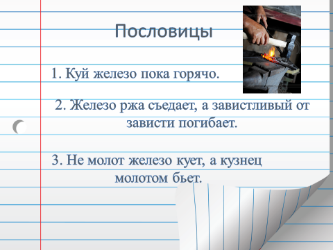 Пословицы
1. Куй железо пока горячо.
2. Железо ржа съедает, а завистливый от
зависти погибает.
3. Не молот железо кует, а кузнец
молотом бьет.